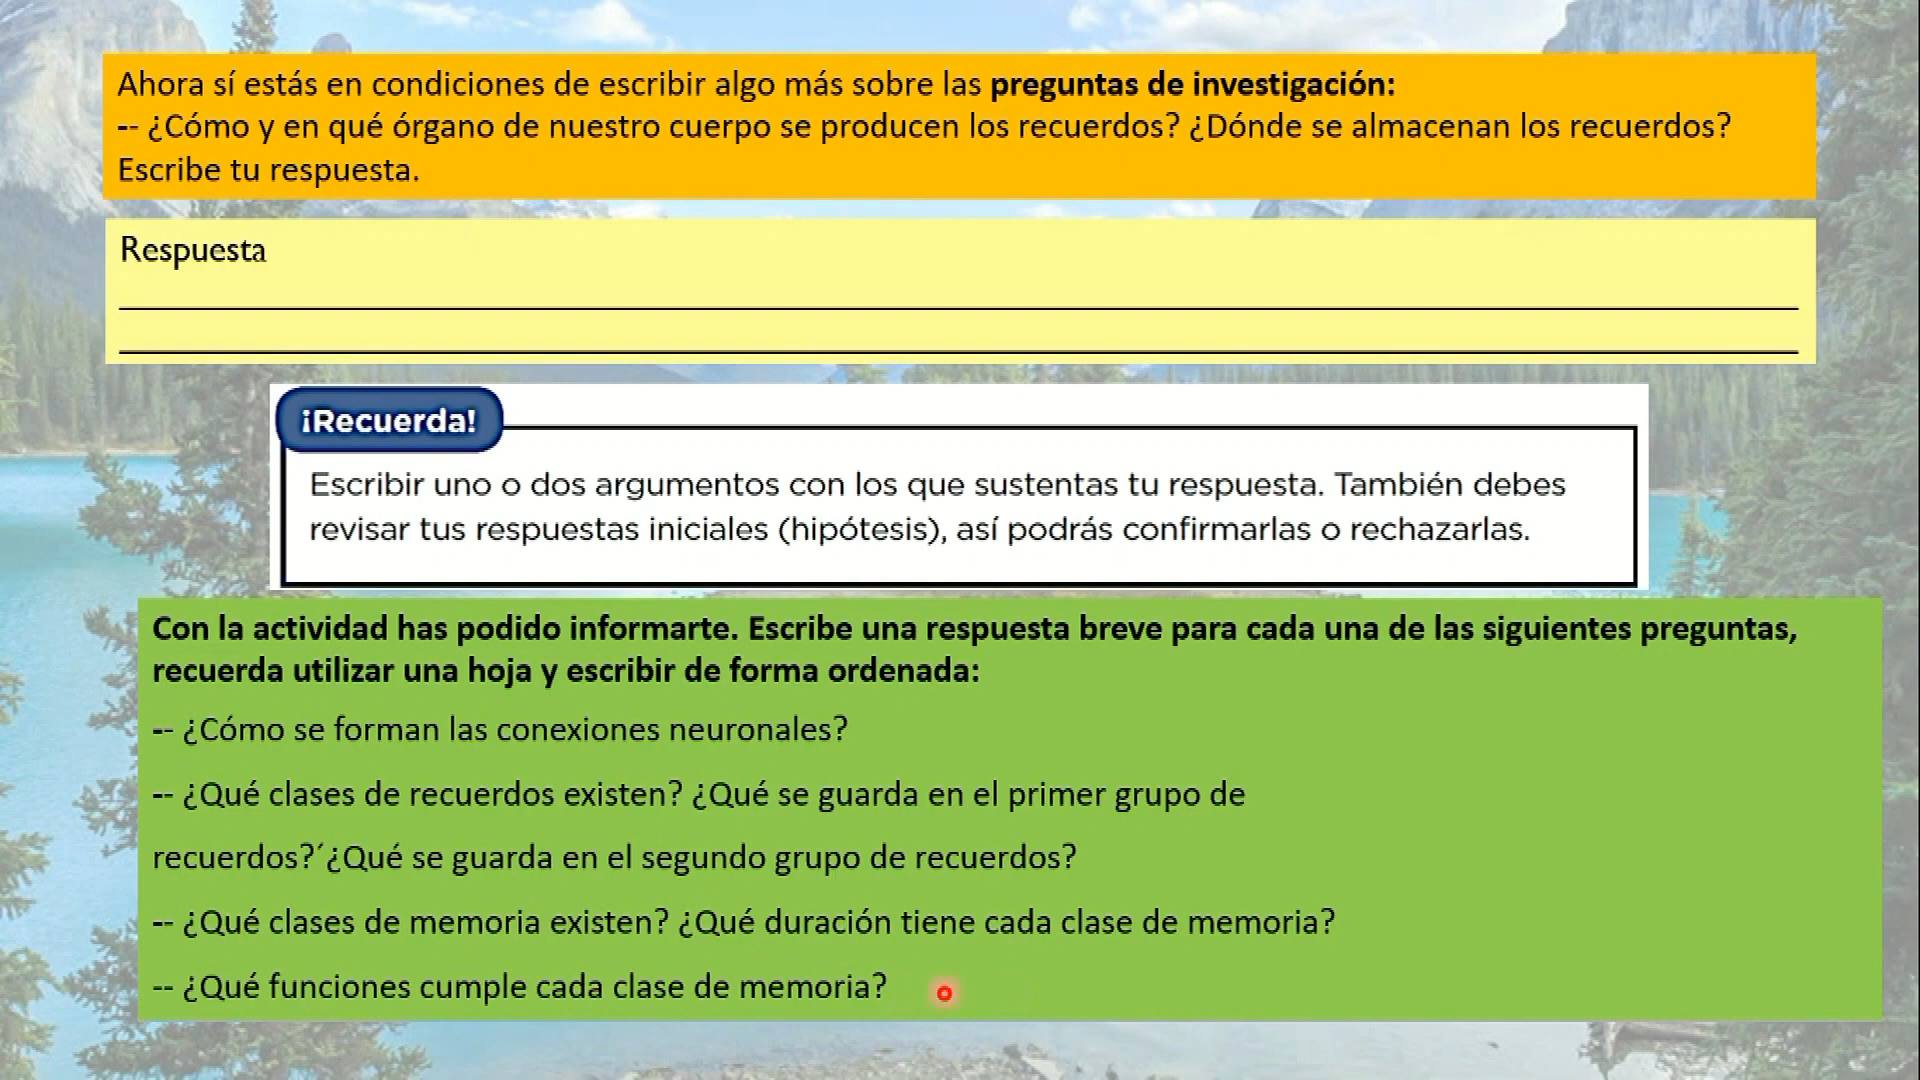 Ahora sí estás en condiciones de escribir algo más sobre las preguntas de investigación:
-- ¿Cómo y en qué órgano de nuestro cuerpo se producen los recuerdos? ¿Dónde se almacenan los recuerdos?
Escribe tu respuesta.
Respuesta
¡Recuerda!
Escribir uno o dos argumentos con los que sustentas tu respuesta. También debes
revisar tus respuestas iniciales (hipótesis), así podrás confirmarlas o rechazarlas.
Con la actividad has podido informarte. Escribe una respuesta breve para cada una de las siguientes preguntas,
recuerda utilizar una hoja y escribir de forma ordenada:
-- ¿Cómo se forman las conexiones neuronales?
-- ¿Qué clases de recuerdos existen? ¿Qué se guarda en el primer grupo de
recuerdos?´¿Qué se guarda en el segundo grupo de recuerdos?
-- ¿Qué clases de memoria existen? ¿Qué duración tiene cada clase de memoria?
-- ¿Qué funciones cumple cada clase de memoria?